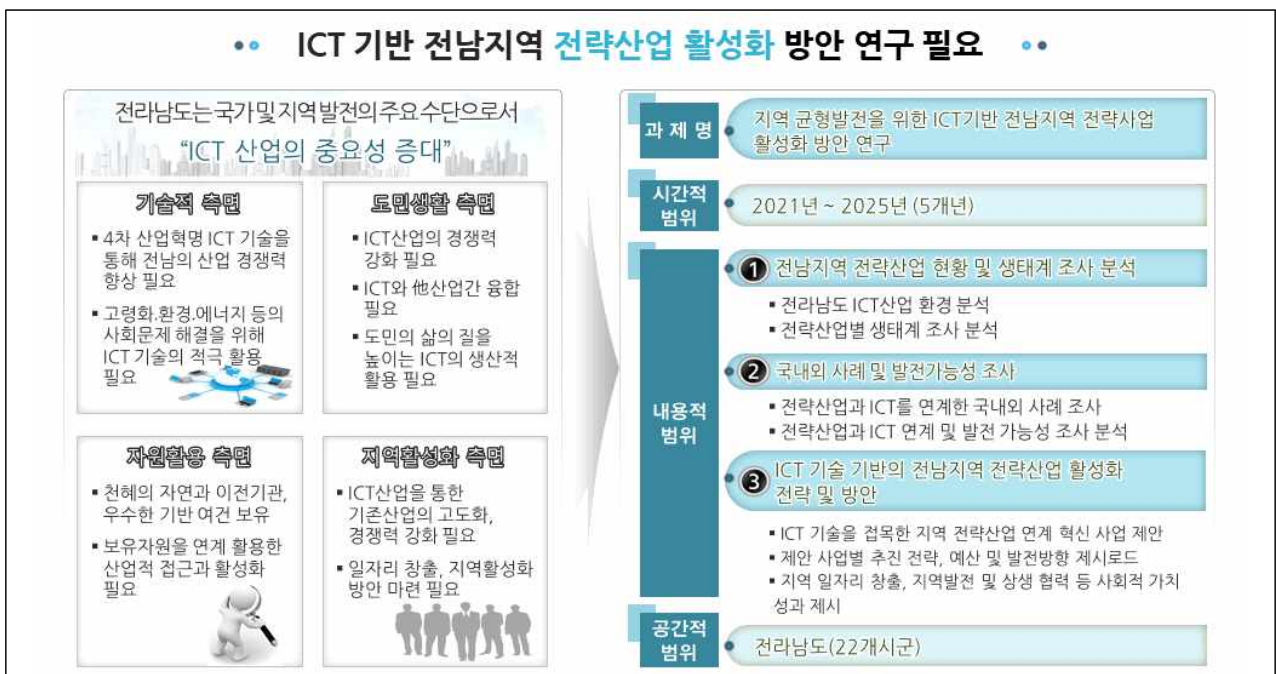 ICT 기반 전남지역 전략산업 활성화 방안 연구 필요
전라남도는 국가 및 지역 발전의 주요 수단으로서
“ICT 산업의 중요성 증대”
기술적 측면
▪ 4차 산업혁명 ICT 기술을
통해 전남의 산업 경쟁력
향상 필요
▪ 고령화.환경.에너지 등의
사회문제 해결을 위해
ICT 기술의 적극 활용
필요
도민생활 측면
▪ ICT산업의 경쟁력
강화 필요
▪ ICT와 他산업간 융합
필요
▪ 도민의 삶의 질을
높이는 ICT의 생산적
활용 필요
자원활용 측면
▪ 천혜의 자연과 이전기관,
우수한 기반 여건 보유
▪ 보유자원을 연계 활용한
산업적 접근과 활성화
필요
지역활성화 측면
▪ ICT산업을 통한
기존산업의 고도화,
경쟁력 강화 필요
▪ 일자리 창출, 지역활성화
방안 마련 필요
과 제 명
지역 균형발전을 위한 ICT기반 전남지역 전략사업
활성화 방안 연구
시간적
범위
2021년 ~ 2025년 (5개년)
내용적
범위
1 전남지역 전략산업 현황 및 생태계 조사 분석
▪ 전라남도 ICT산업 환경 분석
▪ 전략산업별 생태계 조사 분석
2 국내외 사례 및 발전가능성 조사
▪ 전략산업과 ICT를 연계한 국내외 사례 조사
▪ 전략산업과 ICT 연계 및 발전 가능성 조사 분석
3 ICT 기술 기반의 전남지역 전략산업 활성화
전략 및 방안
▪ ICT 기술을 접목한 지역 전략산업 연계 혁신 사업 제안
▪ 제안 사업별 추진 전략, 예산 및 발전방향 제시로드
▪ 지역 일자리 창출, 지역발전 및 상생 협력 등 사회적 가치
성과 제시
공간적
범위
전라남도(22개시군)